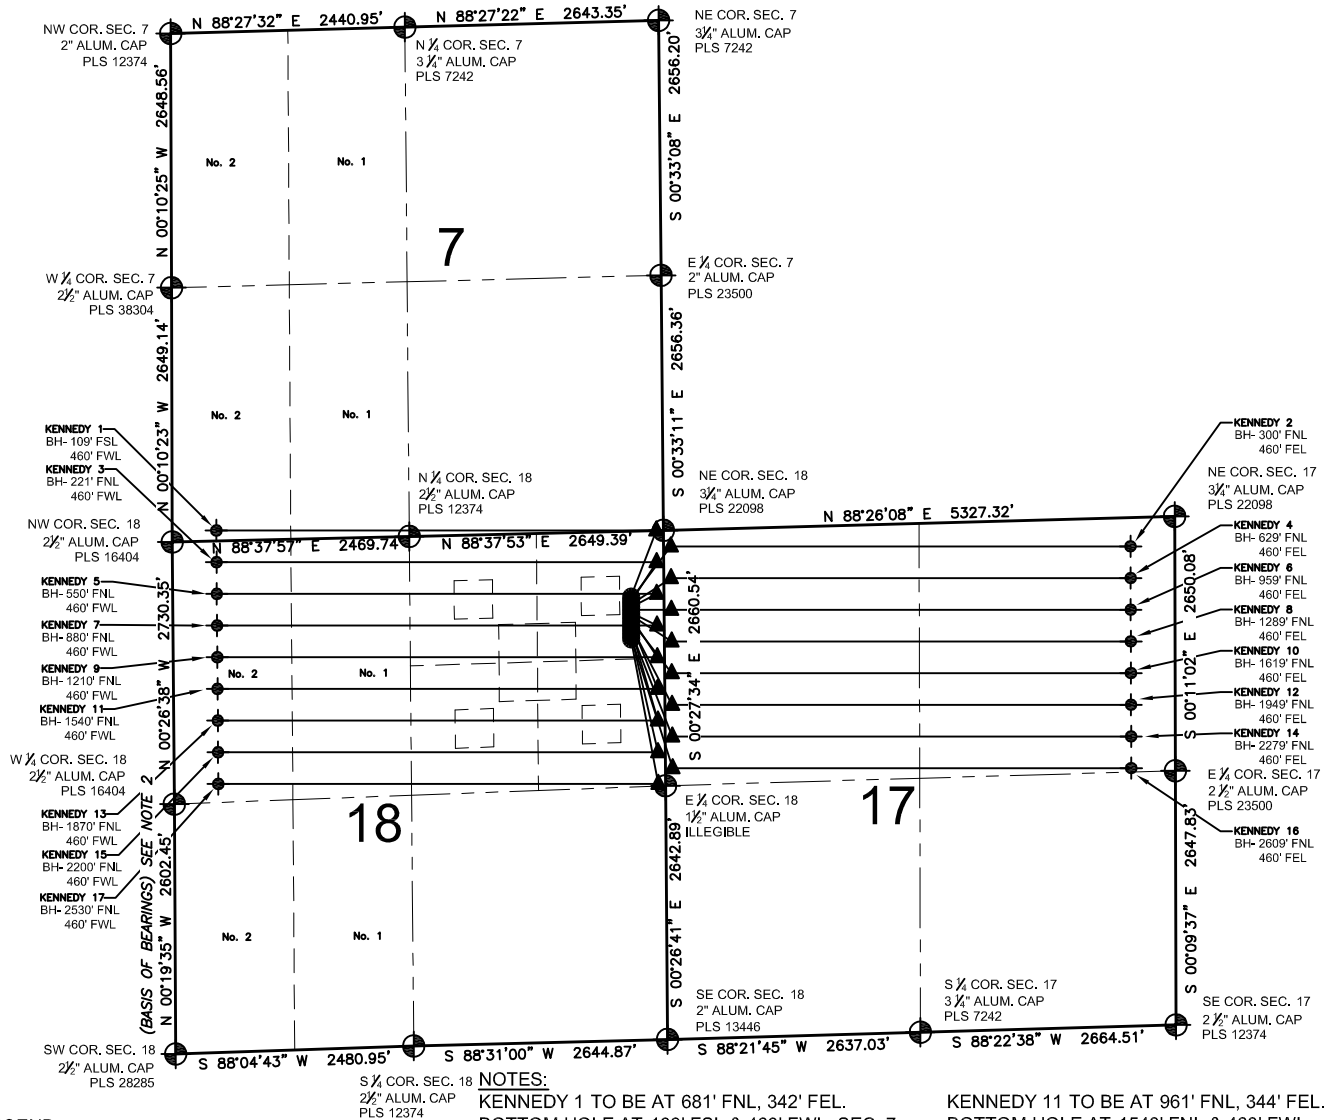 N 88°27'32" E 2440.95'
N 88°27'22" E 2643.35'
NW COR. SEC. 7
2" ALUM. CAP
PLS 12374
N ¼ COR. SEC. 7
3 ¼" ALUM. CAP
PLS 7242
NE COR. SEC. 7
3¼" ALUM. CAP
PLS 7242
N 00°10'25" W 2648.56'
S 00°33'08" E 2656.20'
No. 2
No. 1
7
W ¼ COR. SEC. 7
2½" ALUM. CAP
PLS 38304
E ¼ COR. SEC. 7
2" ALUM. CAP
PLS 23500
N 00°10'23" W 2649.14'
S 00°33'11" E 2656.36'
No. 2
No. 1
KENNEDY 1
BH- 109' FSL
460' FWL
KENNEDY 3
BH- 221' FNL
460' FWL
NW COR. SEC. 18
2½" ALUM. CAP
PLS 16404
N ¼ COR. SEC. 18
2½" ALUM. CAP
PLS 12374
NE COR. SEC. 18
3¼" ALUM. CAP
PLS 22098
KENNEDY 2
BH- 300' FNL
460' FEL
NE COR. SEC. 17
3¼" ALUM. CAP
PLS 22098
N 88°26'08" E 5327.32'
N 88°37'57" E 2469.74'
N 88°37'53" E 2649.39'
KENNEDY 5
BH- 550' FNL
460' FWL
KENNEDY 7
BH- 880' FNL
460' FWL
KENNEDY 9
BH- 1210' FNL
460' FWL
KENNEDY 11
BH- 1540' FNL
460' FWL
N 00°26'38" W 2730.35'
No. 2
No. 1
S 00°27'34" E 2660.54'
KENNEDY 4
BH- 629' FNL
460' FEL
KENNEDY 6
BH- 959' FNL
460' FEL
KENNEDY 8
BH- 1289' FNL
460' FEL
KENNEDY 10
BH- 1619' FNL
460' FEL
KENNEDY 12
BH- 1949' FNL
460' FEL
KENNEDY 14
BH- 2279' FNL
460' FEL
S 00°11'02" E 2650.08'
W ¼ COR. SEC. 18
2½" ALUM. CAP
PLS 16404
E ¼ COR. SEC. 18
1½" ALUM. CAP
ILLEGIBLE
E ¼ COR. SEC. 17
2 ½" ALUM. CAP
PLS 23500
18
17
KENNEDY 13
BH- 1870' FNL
460' FWL
KENNEDY 15
BH- 2200' FNL
460' FWL
KENNEDY 17
BH- 2530' FNL
460' FWL
KENNEDY 16
BH- 2609' FNL
460' FEL
(BASIS OF BEARINGS) SEE NOTE 2
N 00°19'35" W 2602.45'
No. 2
No. 1
S 00°26'41" E 2642.89'
S 00°09'37" E 2647.83'
SE COR. SEC. 18
2" ALUM. CAP
PLS 13446
S ¼ COR. SEC. 17
3 ¼" ALUM. CAP
PLS 7242
SE COR. SEC. 17
2 ½" ALUM. CAP
PLS 12374
SW COR. SEC. 18
2½" ALUM. CAP
PLS 28285
S 88°04'43" W 2480.95'
S 88°31'00" W 2644.87'
S 88°21'45" W 2637.03'
S 88°22'38" W 2664.51'
S ¼ COR. SEC. 18
2½" ALUM. CAP
PLS 12374
NOTES:
KENNEDY 1 TO BE AT 681' FNL, 342' FEL.
KENNEDY 11 TO BE AT 961' FNL, 344' FEL.